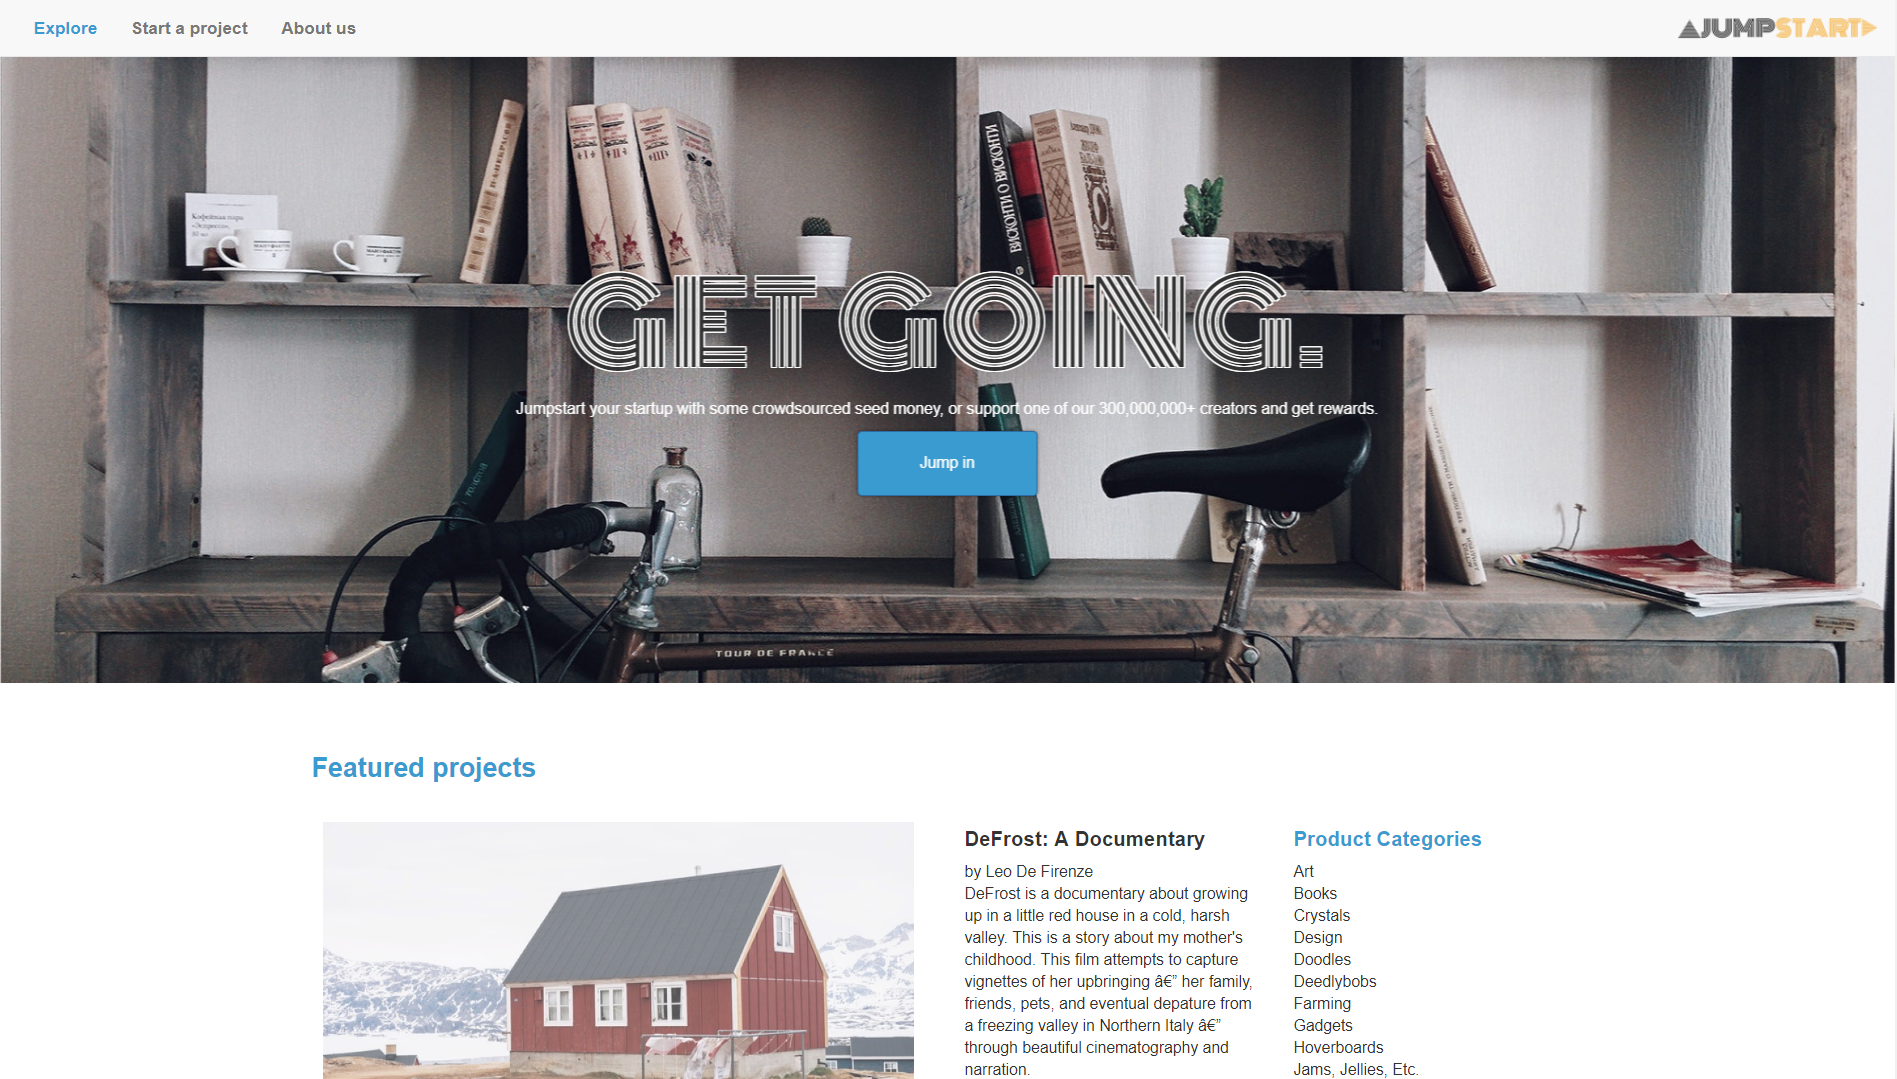 Explore Start a project About us JUMPSTART
GET GOING.
Jumpstart your startup with some crowdsourced seed money, or support one of our 300,000,000+ creators and get rewards.
Jump in
TOUR DE FRANCE
Featured projects
DeFrost: A Documentary
by Leo De Firenze
DeFrost is a documentary about growing
up in a little red house in a cold, harsh
valley. This is a story about my mother's
childhood. This film attempts to capture
vignettes of her upbringing â€” her family,
friends, pets, and eventual depature from
a freezing valley in Northern Italy â€”
through beautiful cinematography and
narration.
Product Categories
Art
Books
Crystals
Design
Doodles
Deedlybobs
Farming
Gadgets
Hoverboards
Jams, Jellies, Etc.